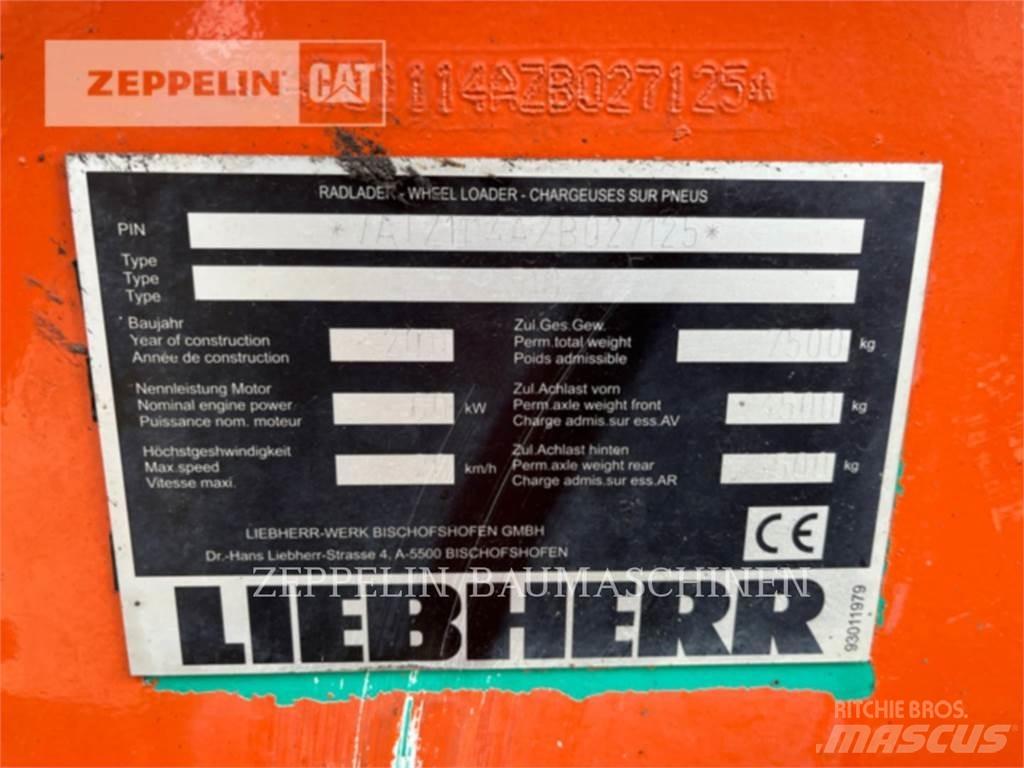 ZEPPELIN CAT
114AZB027125*
RADLADER - WHEEL LOADER - CHARGEUSES SUR PNEUS
PIN *VATZ1114AZB027125*
Type
Type
Type
Baujahr
Year of construction
Année de construction
Zul.Ges.Gew.
Perm.total weight 7500 kg
Poids admissible
Nennleistung Motor
Nominal engine power kW
Puissance nom. moteur
Zul.Achlast vorn
Perm.axle weight front kg
Charge admis.sur ess.AV
Höchstgeshwindigkeit
Max.speed km/h
Vitesse maxi.
Zul.Achlast hinten
Perm.axle weight rear kg
Charge admis.sur ess.AR
LIEBHERR-WERK BISCHOFSHOFEN GMBH
Dr.-Hans Liebherr-Strasse 4, A-5500 BISCHOFSHOFEN
CE
ZEPPELIN BAUMASCHINEN
LIEBHERR
93011979
RITCHIE BROS.
MASCUS